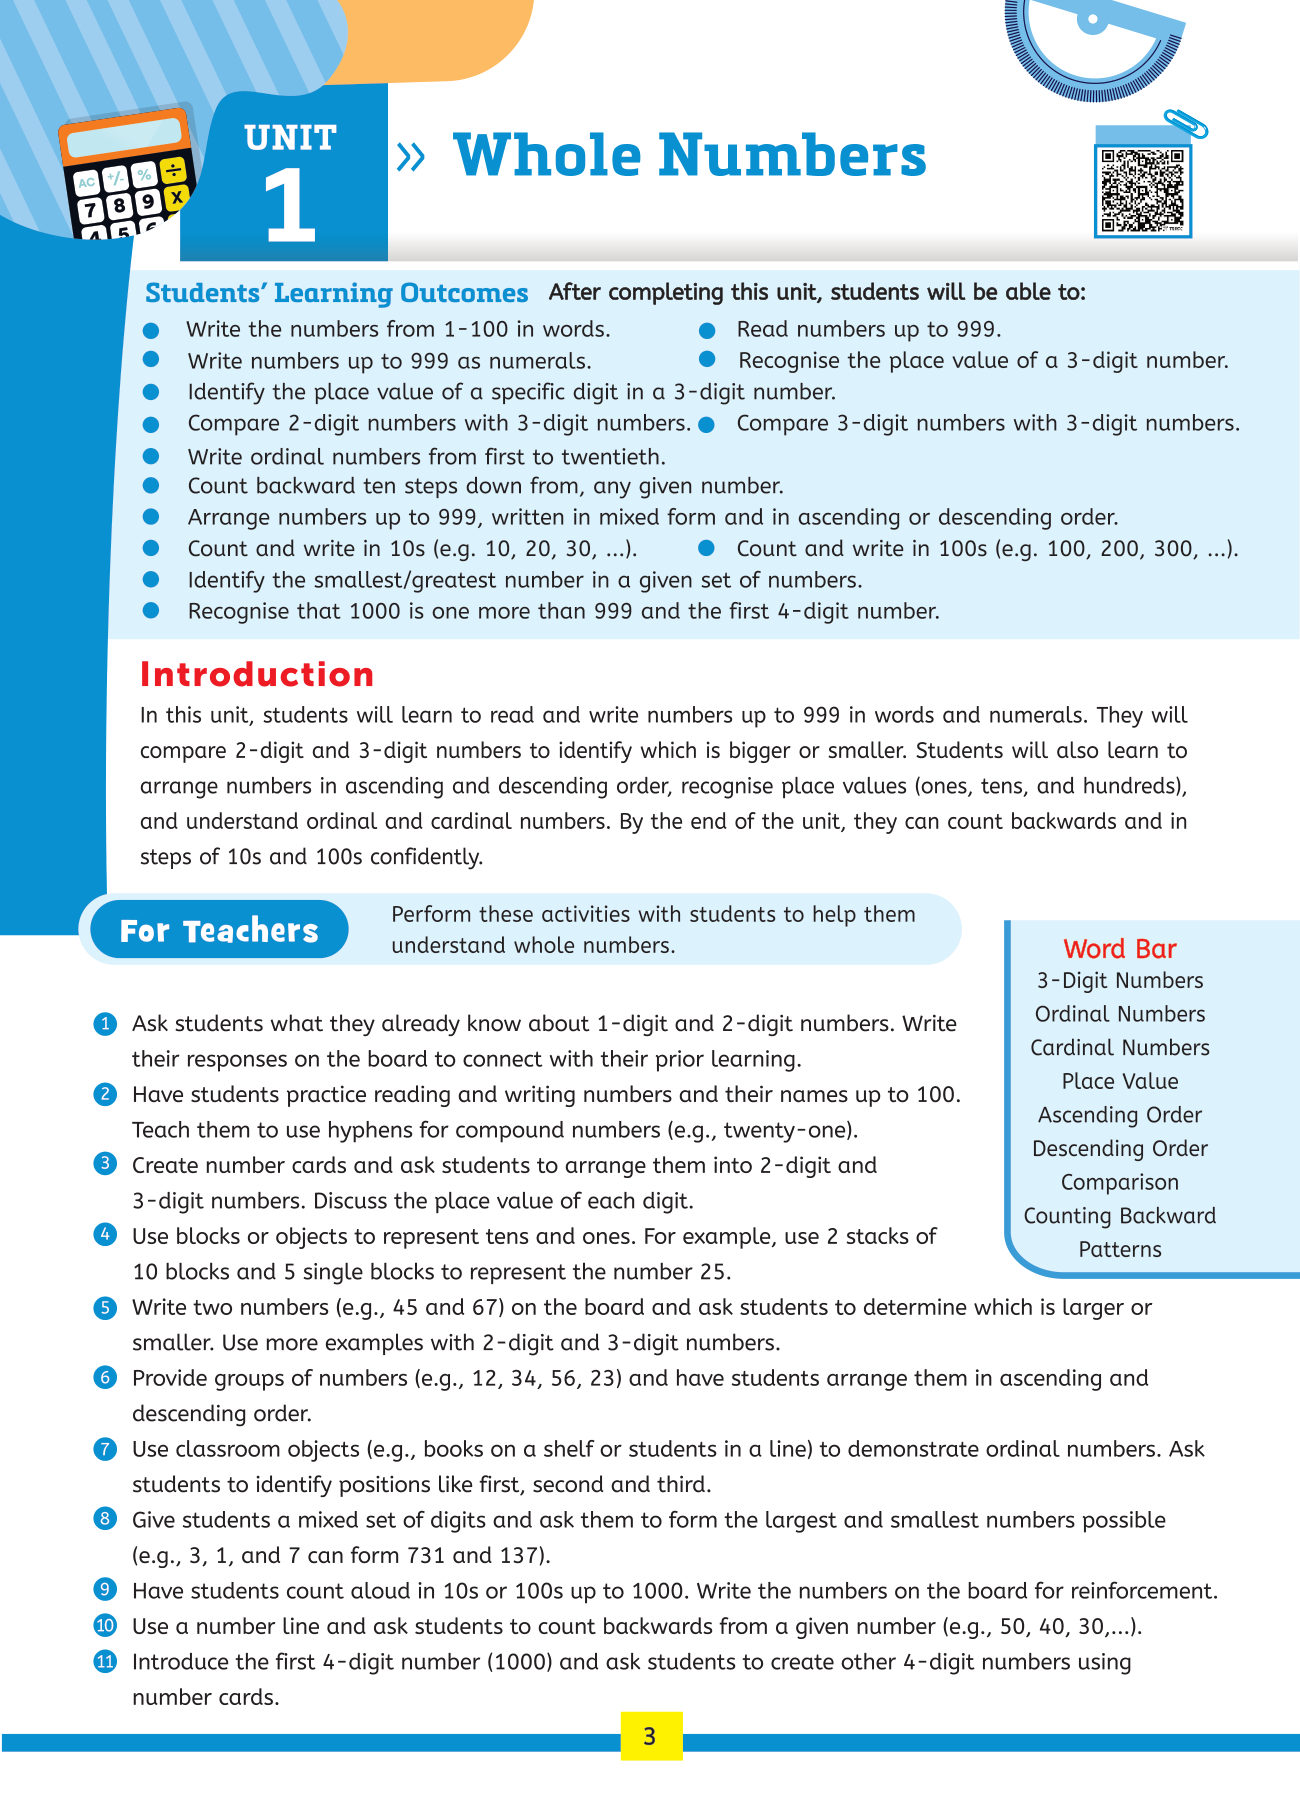 UNIT
1
Whole Numbers
AC +/- % ÷
7 8 9 X
4 5 6
Students' Learning Outcomes After completing this unit, students will be able to:
Write the numbers from 1-100 in words. Read numbers up to 999.
Write numbers up to 999 as numerals. Recognise the place value of a 3-digit number.
Identify the place value of a specific digit in a 3-digit number.
Compare 2-digit numbers with 3-digit numbers. Compare 3-digit numbers with 3-digit numbers.
Write ordinal numbers from first to twentieth.
Count backward ten steps down from, any given number.
Arrange numbers up to 999, written in mixed form and in ascending or descending order.
Count and write in 10s (e.g. 10, 20, 30, ...). Count and write in 100s (e.g. 100, 200, 300, ...).
Identify the smallest/greatest number in a given set of numbers.
Recognise that 1000 is one more than 999 and the first 4-digit number.
Introduction
In this unit, students will learn to read and write numbers up to 999 in words and numerals. They will
compare 2-digit and 3-digit numbers to identify which is bigger or smaller. Students will also learn to
arrange numbers in ascending and descending order, recognise place values (ones, tens, and hundreds),
and understand ordinal and cardinal numbers. By the end of the unit, they can count backwards and in
steps of 10s and 100s confidently.
For Teachers
Perform these activities with students to help them
understand whole numbers.
Word Bar
3-Digit Numbers
Ordinal Numbers
Cardinal Numbers
Place Value
Ascending Order
Descending Order
Comparison
Counting Backward
Patterns
1 Ask students what they already know about 1-digit and 2-digit numbers. Write
their responses on the board to connect with their prior learning.
2 Have students practice reading and writing numbers and their names up to 100.
Teach them to use hyphens for compound numbers (e.g., twenty-one).
3 Create number cards and ask students to arrange them into 2-digit and
3-digit numbers. Discuss the place value of each digit.
4 Use blocks or objects to represent tens and ones. For example, use 2 stacks of
10 blocks and 5 single blocks to represent the number 25.
5 Write two numbers (e.g., 45 and 67) on the board and ask students to determine which is larger or
smaller. Use more examples with 2-digit and 3-digit numbers.
6 Provide groups of numbers (e.g., 12, 34, 56, 23) and have students arrange them in ascending and
descending order.
7 Use classroom objects (e.g., books on a shelf or students in a line) to demonstrate ordinal numbers. Ask
students to identify positions like first, second and third.
8 Give students a mixed set of digits and ask them to form the largest and smallest numbers possible
(e.g., 3, 1, and 7 can form 731 and 137).
9 Have students count aloud in 10s or 100s up to 1000. Write the numbers on the board for reinforcement.
10 Use a number line and ask students to count backwards from a given number (e.g., 50, 40, 30,...).
11 Introduce the first 4-digit number (1000) and ask students to create other 4-digit numbers using
number cards.
3